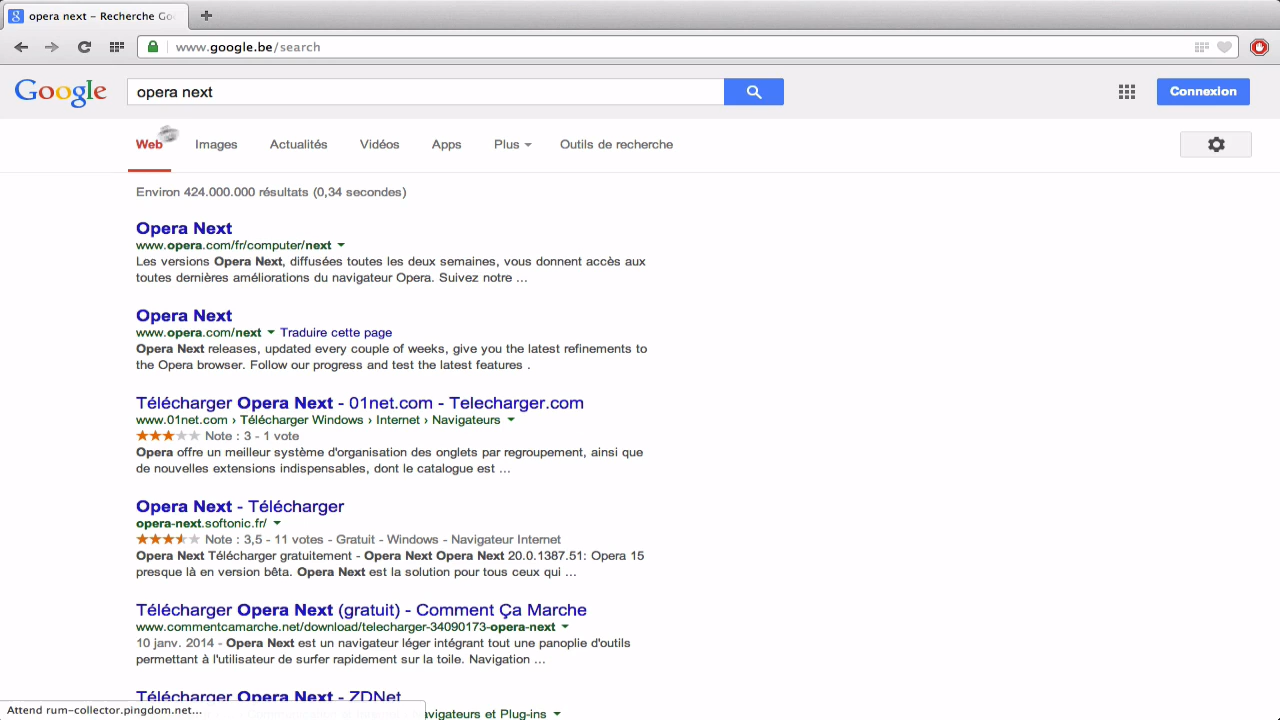 opera next – Recherche Go
www.google.be/search
Google
opera next
Connexion
Web Images Actualités Vidéos Apps Plus Outils de recherche
Environ 424.000.000 résultats (0,34 secondes)
Opera Next
www.opera.com/fr/computer/next
Les versions Opera Next, diffusées toutes les deux semaines, vous donnent accès aux
toutes dernières améliorations du navigateur Opera. Suivez notre ...
Opera Next
www.opera.com/next Traduire cette page
Opera Next releases, updated every couple of weeks, give you the latest refinements to
the Opera browser. Follow our progress and test the latest features .
Télécharger Opera Next - 01net.com - Telecharger.com
www.01net.com › Télécharger Windows › Internet › Navigateurs
Note : 3 - 1 vote
Opera offre un meilleur système d'organisation des onglets par regroupement, ainsi que
de nouvelles extensions indispensables, dont le catalogue est ...
Opera Next - Télécharger
opera-next.softonic.fr/
Note : 3,5 - 11 votes - Gratuit - Windows - Navigateur Internet
Opera Next Télécharger gratuitement - Opera Next Opera Next 20.0.1387.51: Opera 15
presque là en version bêta. Opera Next est la solution pour tous ceux qui ...
Télécharger Opera Next (gratuit) - Comment Ça Marche
www.commentcamarche.net/download/telecharger-34090173-opera-next
10 janv. 2014 - Opera Next est un navigateur léger intégrant tout une panoplie d'outils
permettant à l'utilisateur de surfer rapidement sur la toile. Navigation ...
Télécharger Opera Next - ZDNet
Attend rum-collector.pingdom.net...
navigateurs et Plug-ins